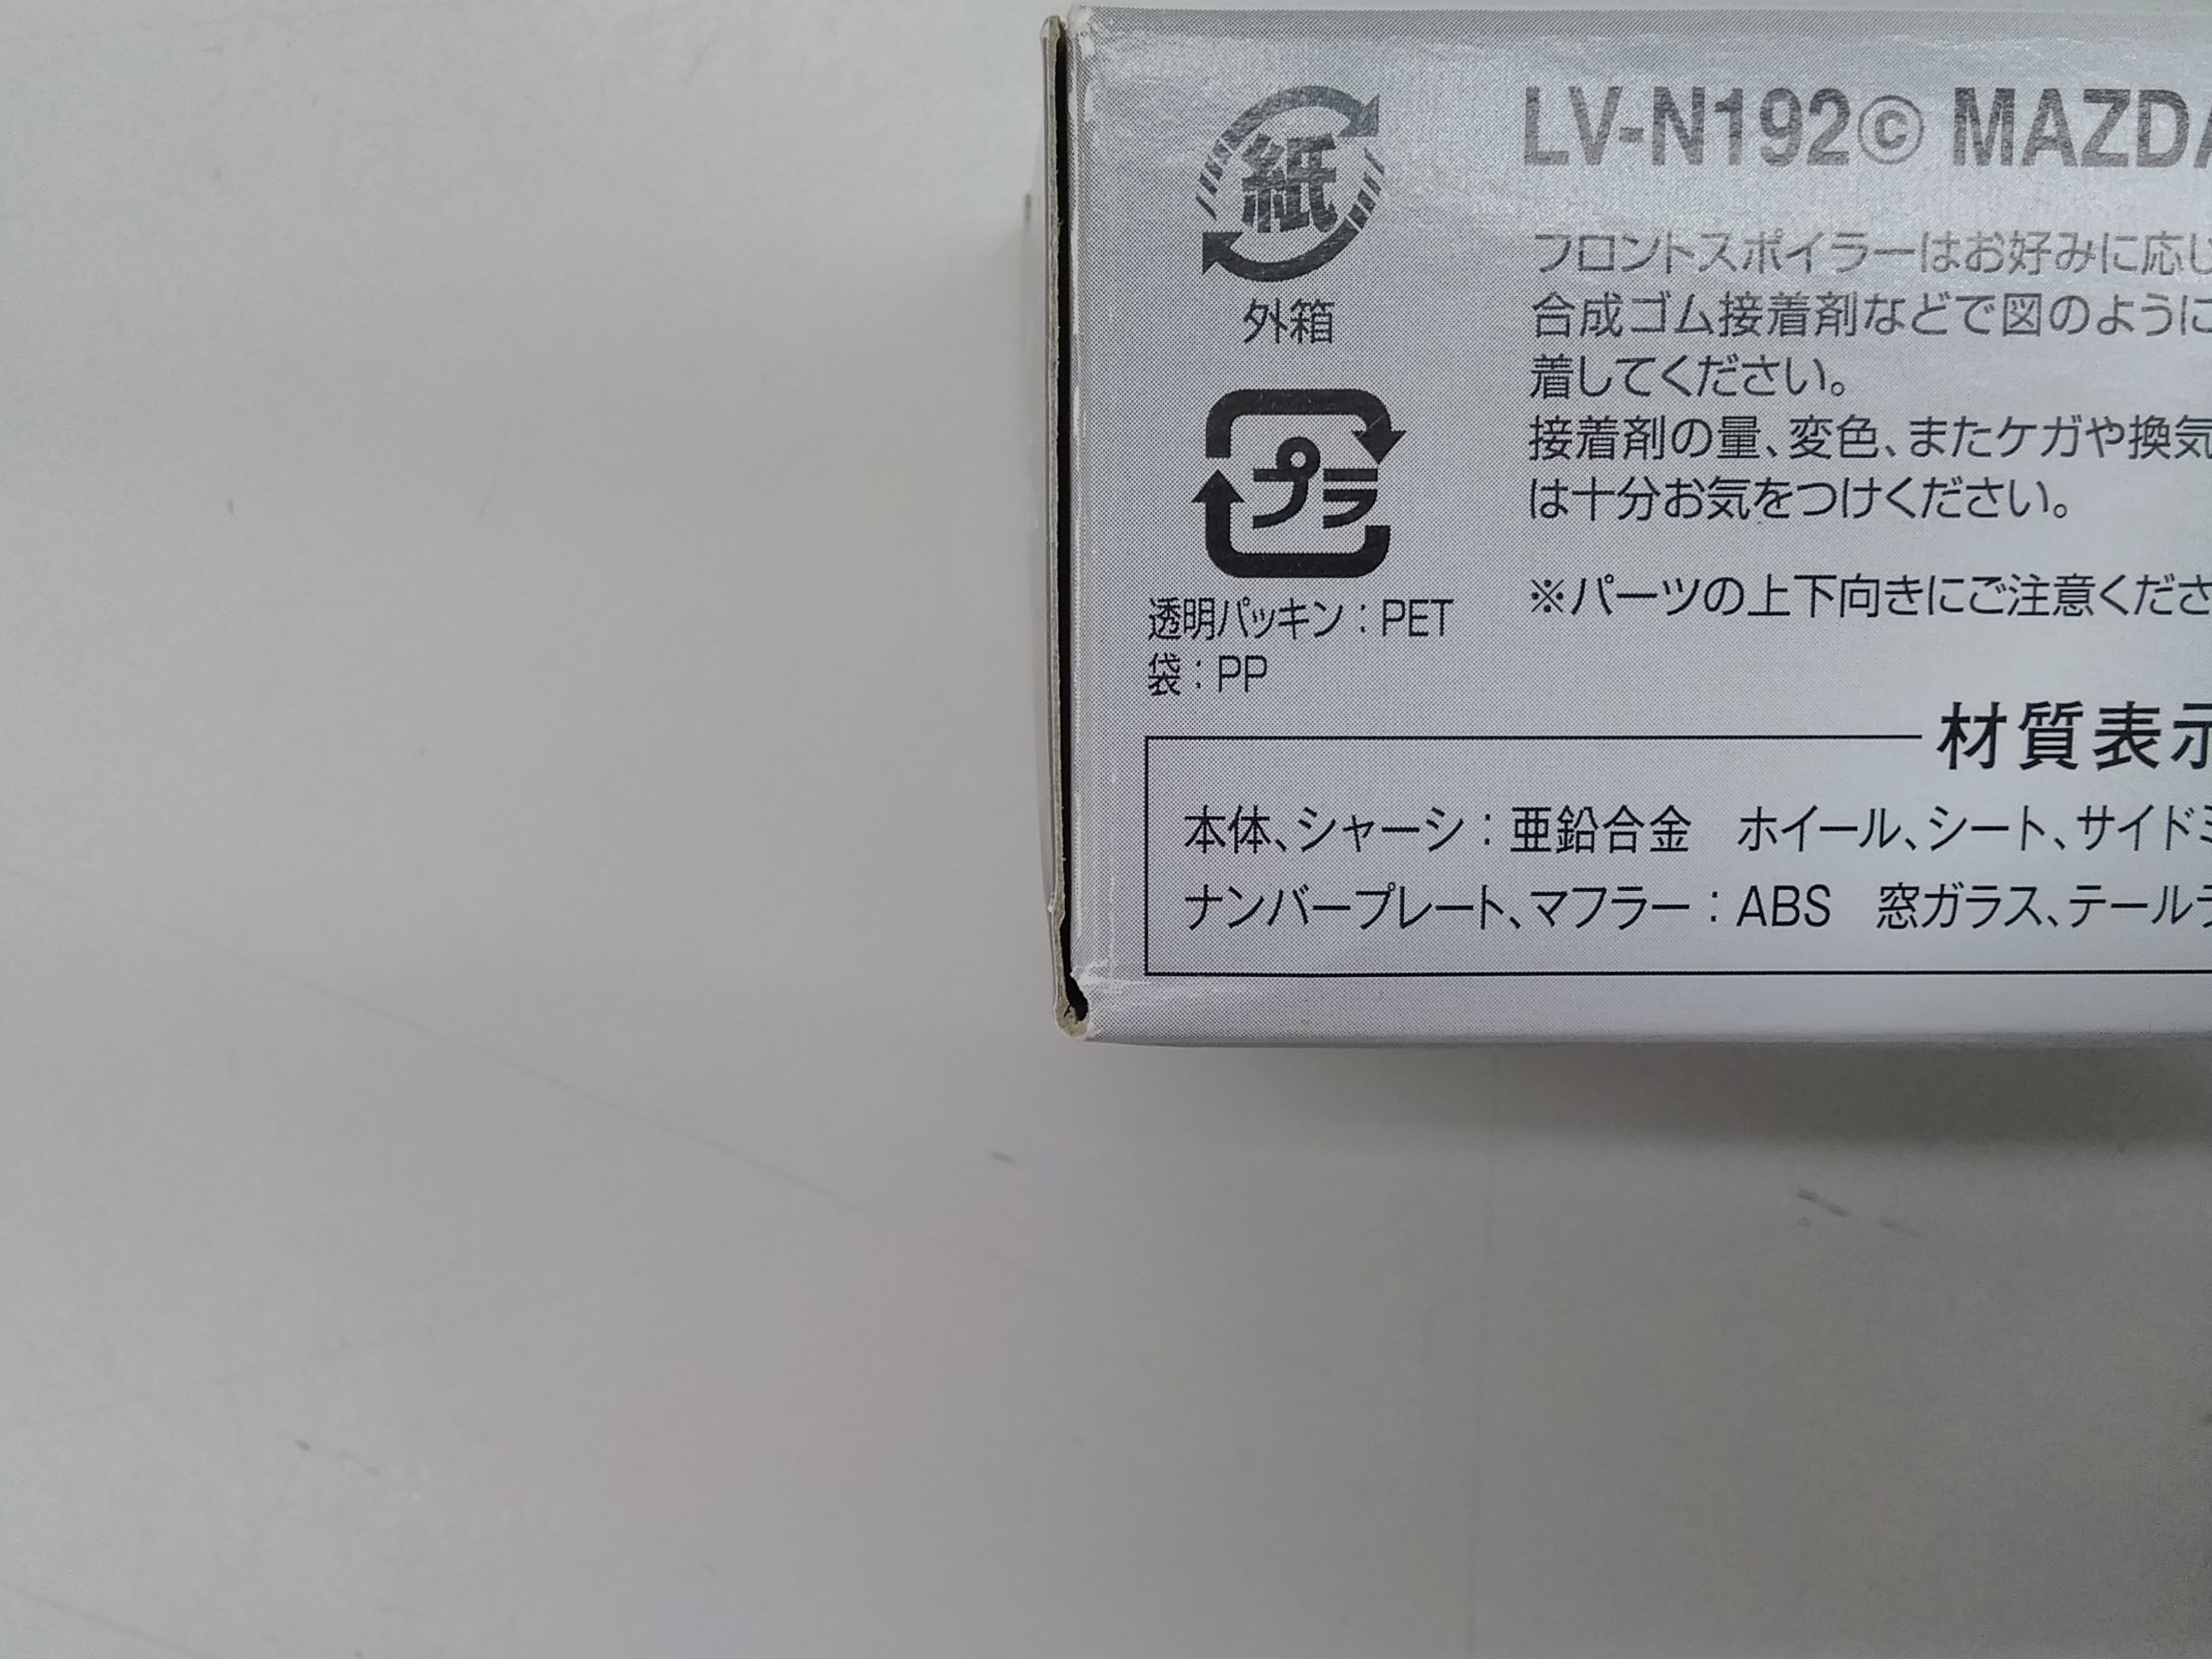 紙
外箱
プラ
透明パッキン：PET
袋：PP
LV-N192© MAZDA
フロントスポイラーはお好みに応じ
合成ゴム接着剤などで図のように
着してください。
接着剤の量、変色、またケガや換気
は十分お気をつけください。
※パーツの上下向きにご注意くださ
材質表示
本体、シャーシ：亜鉛合金　ホイール、シート、サイドミ
ナンバープレート、マフラー：ABS　窓ガラス、テールラ